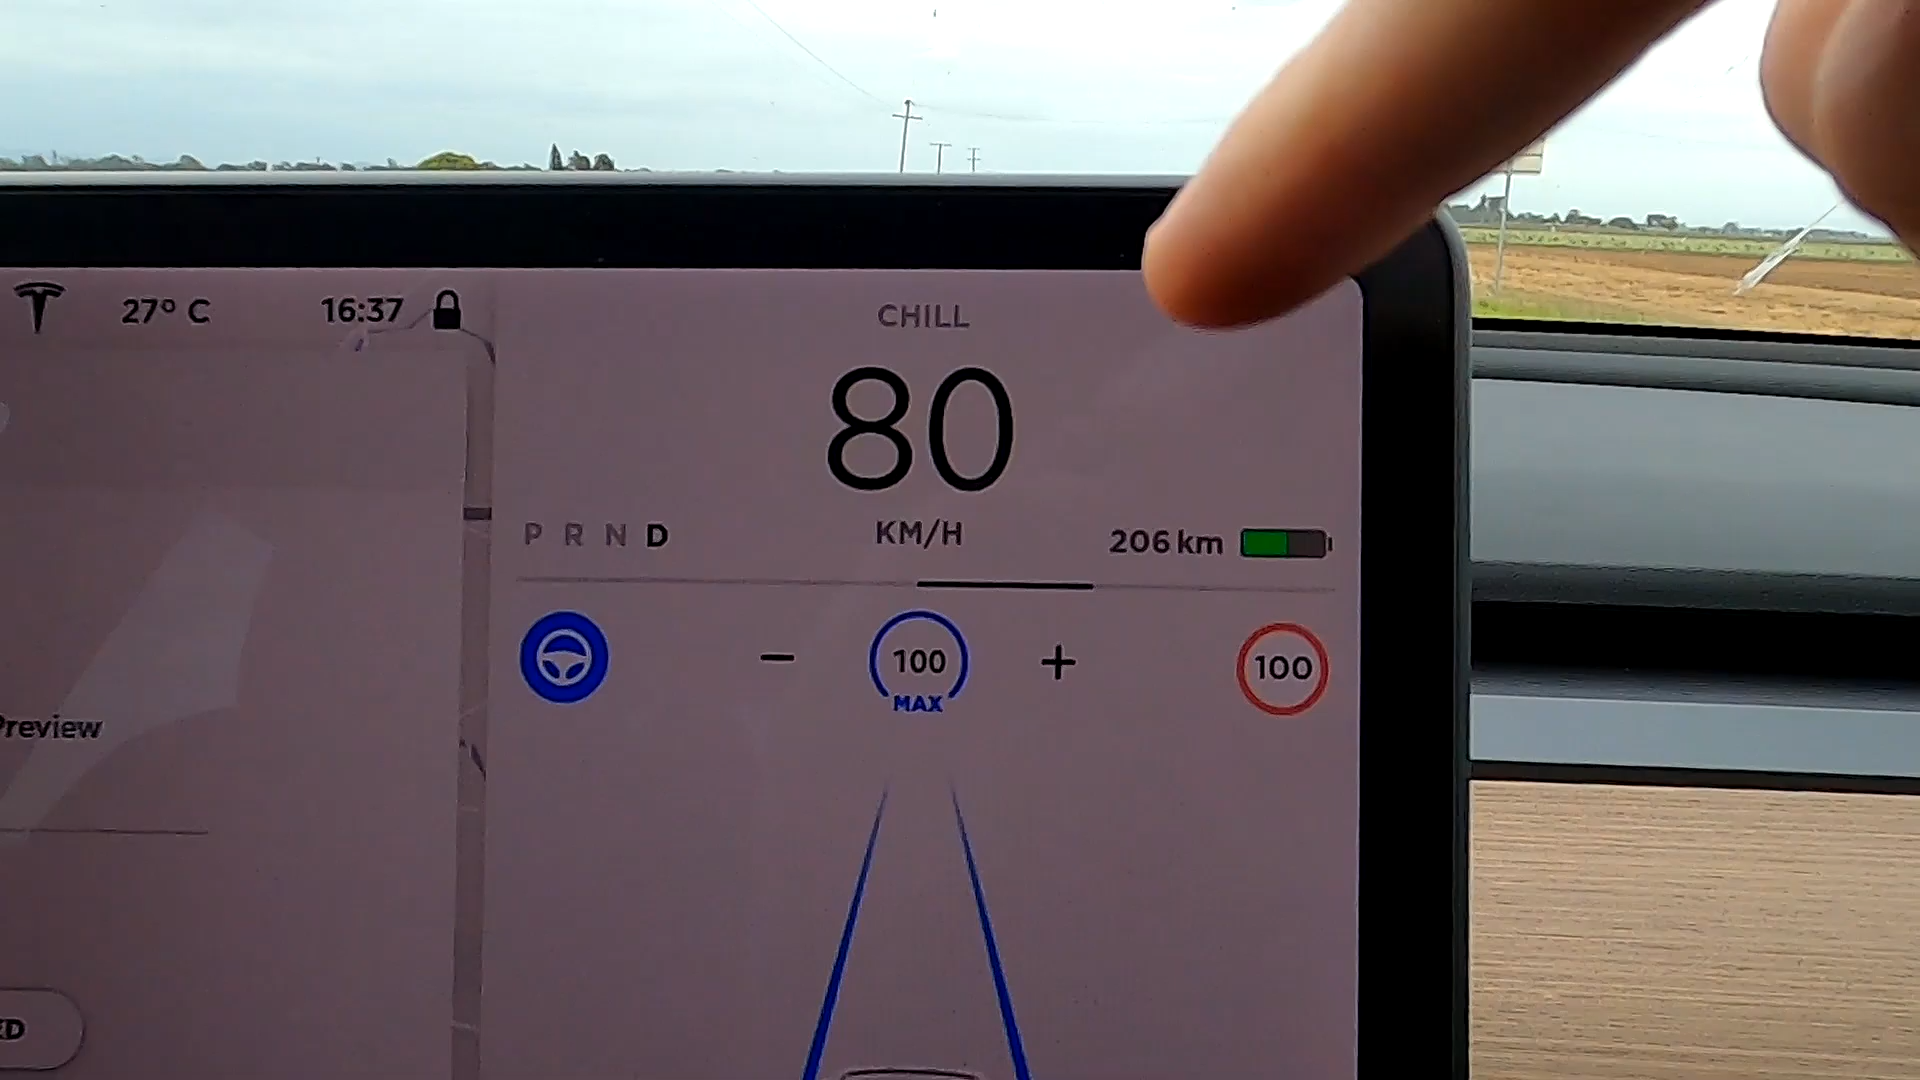 27° C 16:37
CHILL
80
KM/H
P R N D
206 km
− 100 +
MAX
100
Preview